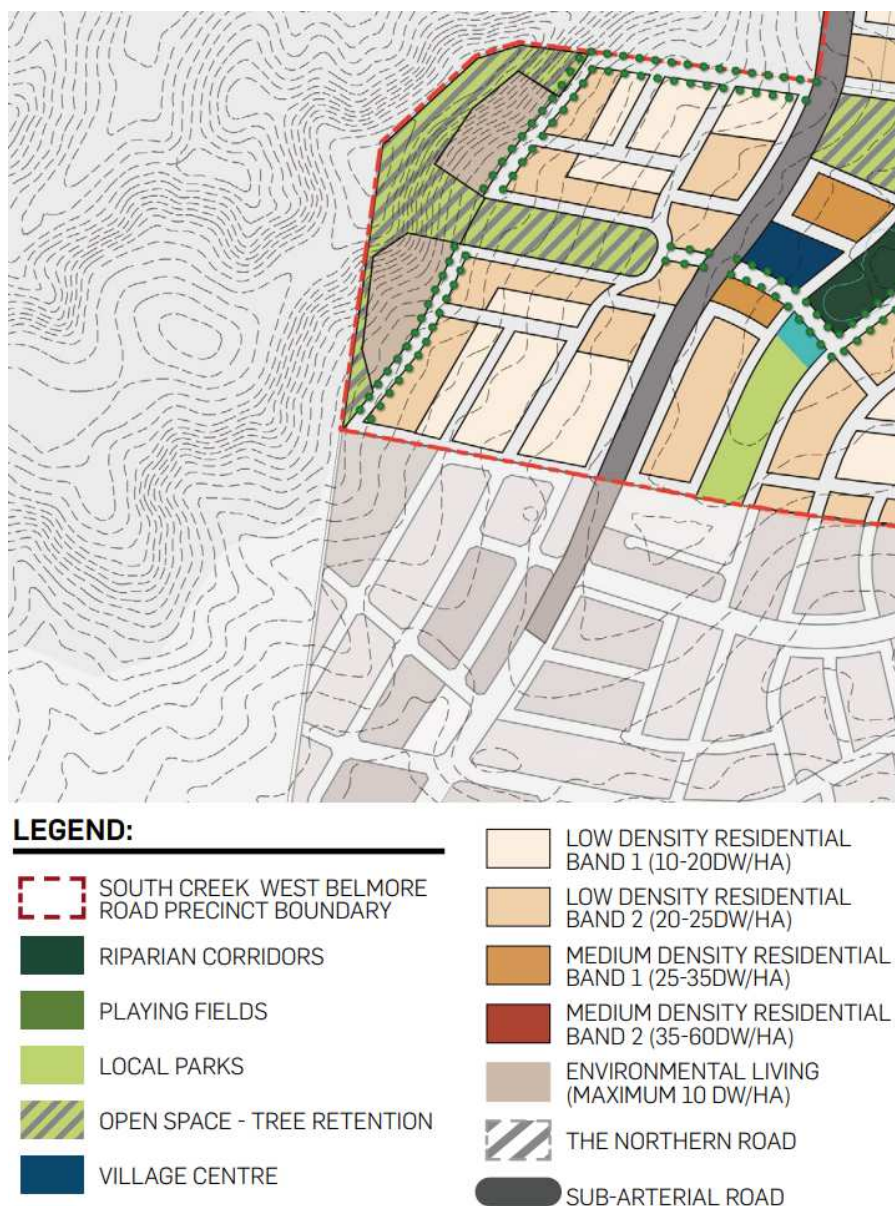 LEGEND:
SOUTH CREEK WEST BELMORE
ROAD PRECINCT BOUNDARY
RIPARIAN CORRIDORS
PLAYING FIELDS
LOCAL PARKS
OPEN SPACE - TREE RETENTION
VILLAGE CENTRE
LOW DENSITY RESIDENTIAL
BAND 1 (10-20DW/HA)
LOW DENSITY RESIDENTIAL
BAND 2 (20-25DW/HA)
MEDIUM DENSITY RESIDENTIAL
BAND 1 (25-35DW/HA)
MEDIUM DENSITY RESIDENTIAL
BAND 2 (35-60DW/HA)
ENVIRONMENTAL LIVING
(MAXIMUM 10 DW/HA)
THE NORTHERN ROAD
SUB-ARTERIAL ROAD